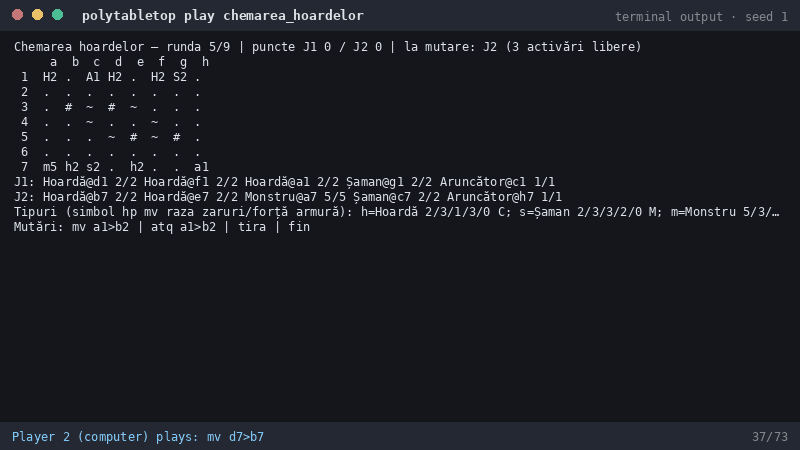 polytabletop play chemarea_hoardelor
terminal output · seed 1
Chemarea hoardelor — runda 5/9 | puncte J1 0 / J2 0 | la mutare: J2 (3 activări libere)
a b c d e f g h
1 H2 . A1 H2 . H2 S2 .
2 . . . . . . . .
3 . # ~ # ~ . . .
4 . . ~ . . ~ . .
5 . . . ~ # ~ # .
6 . . . . . . . .
7 m5 h2 s2 . h2 . . a1
J1: Hoardă@d1 2/2 Hoardă@f1 2/2 Hoardă@a1 2/2 Șaman@g1 2/2 Aruncător@c1 1/1
J2: Hoardă@b7 2/2 Hoardă@e7 2/2 Monstru@a7 5/5 Șaman@c7 2/2 Aruncător@h7 1/1
Tipuri (simbol hp mv raza zaruri/forță armură): h=Hoardă 2/3/1/3/0 C; s=Șaman 2/3/3/2/0 M; m=Monstru 5/3/…
Mutări: mv a1>b2 | atq a1>b2 | tira | fin
Player 2 (computer) plays: mv d7>b7
37/73